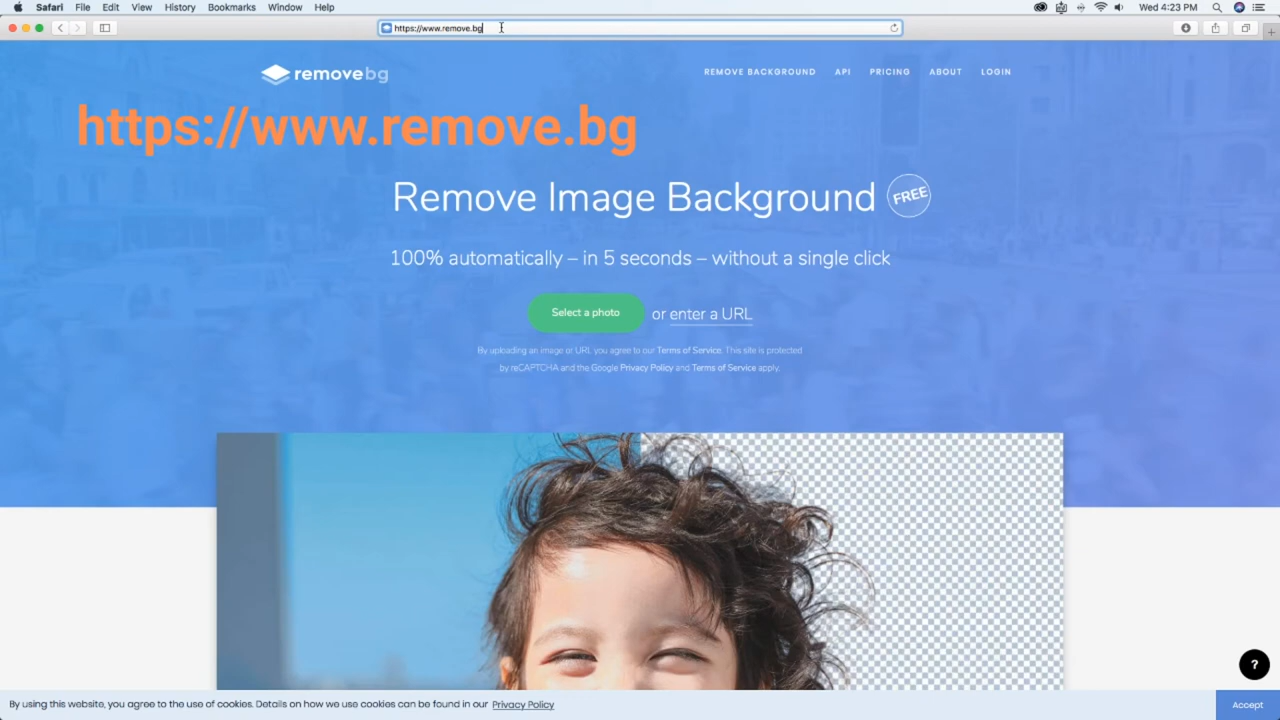 Safari File Edit View History Bookmarks Window Help Wed 4:23 PM
https://www.remove.bg
removebg REMOVE BACKGROUND API PRICING ABOUT LOGIN
https://www.remove.bg
Remove Image Background FREE
100% automatically – in 5 seconds – without a single click
Select a photo or enter a URL
By uploading an image or URL you agree to our Terms of Service. This site is protected
by reCAPTCHA and the Google Privacy Policy and Terms of Service apply.
?
By using this website, you agree to the use of cookies. Details on how we use cookies can be found in our Privacy Policy Accept